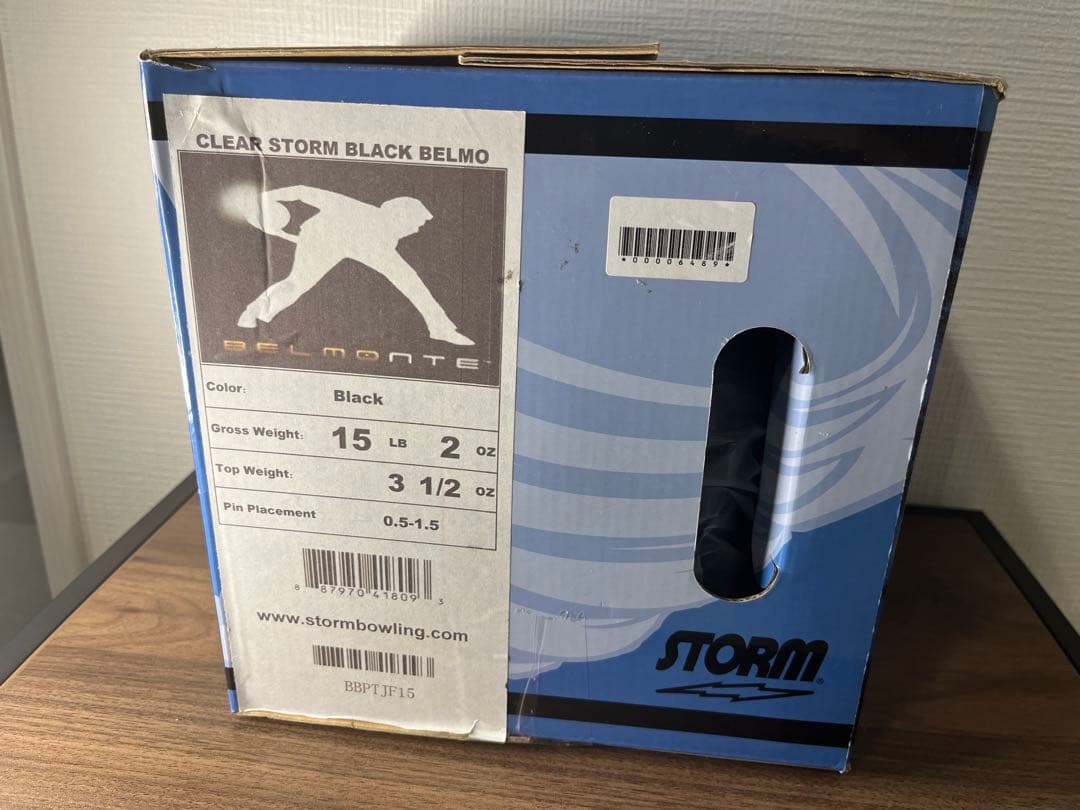 CLEAR STORM BLACK BELMO
BELMONTE
Color: Black
Gross Weight: 15 LB 2 OZ
Top Weight: 3 1/2 OZ
Pin Placement 0.5-1.5
8 87970 41809 3
www.stormbowling.com
BBPTJF15
*00006489*
STORM